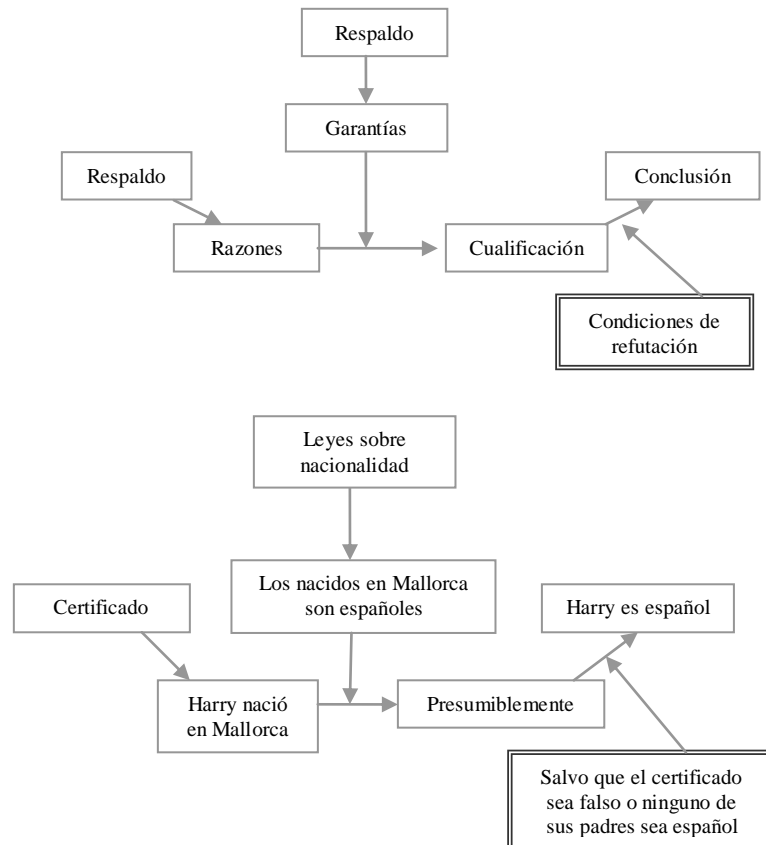 Respaldo
Garantías
Respaldo
Conclusión
Razones
Cualificación
Condiciones de
refutación
Leyes sobre
nacionalidad
Los nacidos en Mallorca
son españoles
Certificado
Harry es español
Harry nació
en Mallorca
Presumiblemente
Salvo que el certificado
sea falso o ninguno de
sus padres sea español